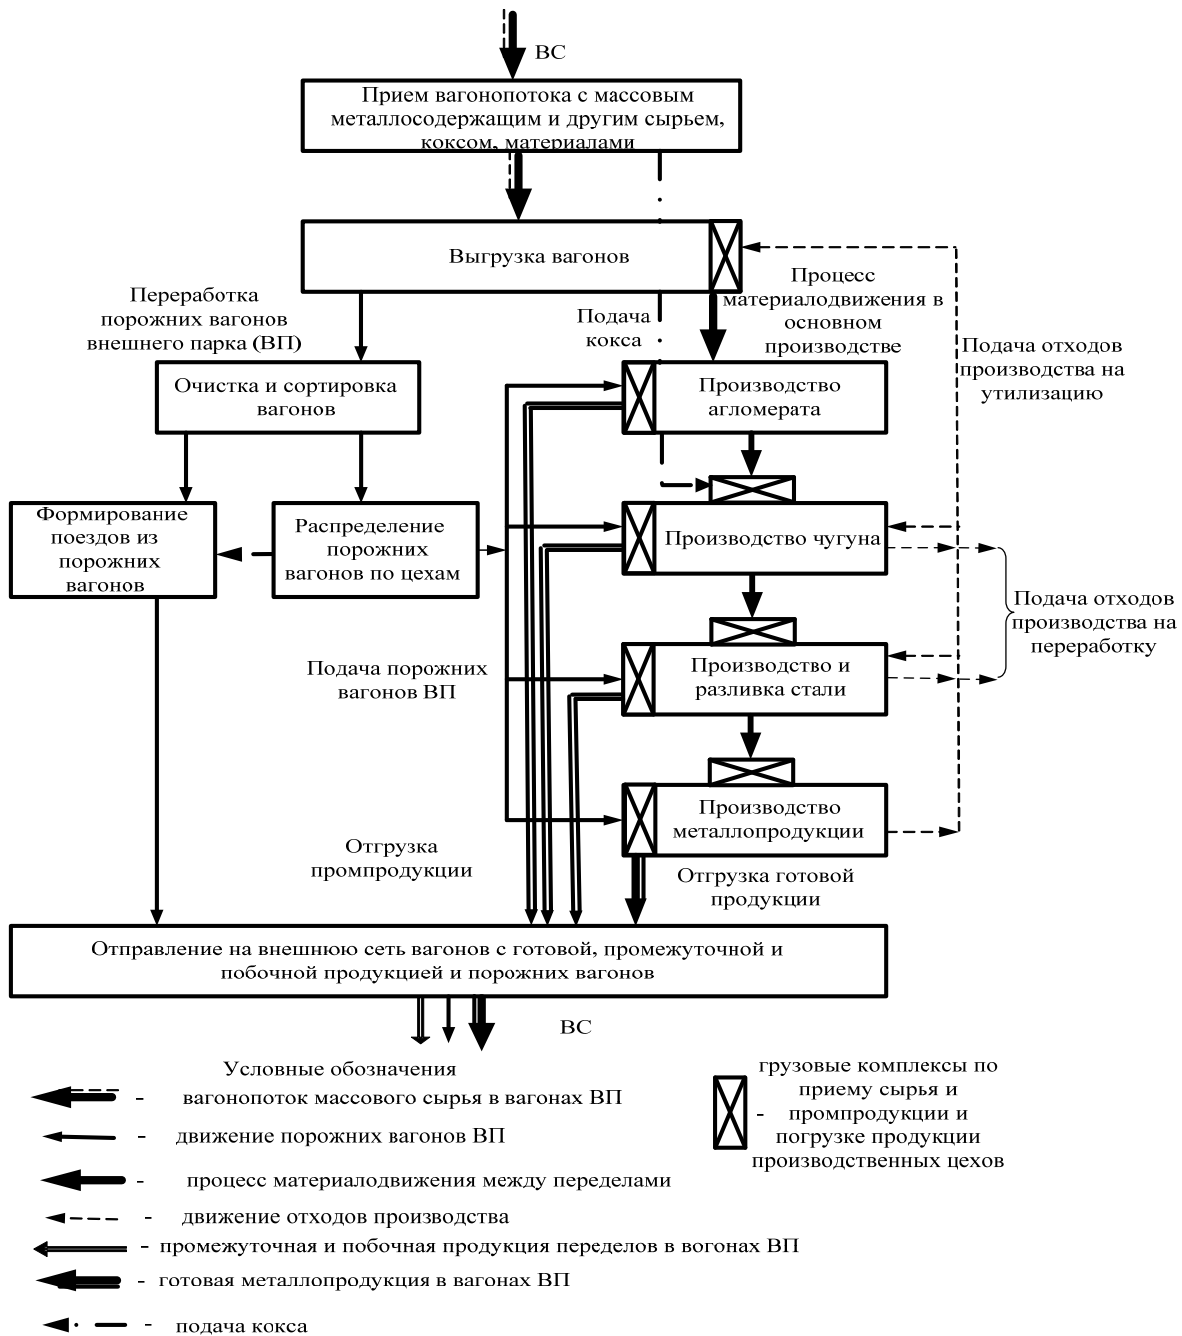 ВС
Прием вагонопотока с массовым
металлосодержащим и другим сырьем,
коксом, материалами
Выгрузка вагонов
Переработка
порожних вагонов
внешнего парка (ВП)
Подача
кокса
Процесс
материалодвижения в
основном
производстве
Подача отходов
производства на
утилизацию
Очистка и сортировка
вагонов
Производство
агломерата
Формирование
поездов из
порожних
вагонов
Распределение
порожних
вагонов по цехам
Производство чугуна
Подача отходов
производства на
переработку
Подача порожних
вагонов ВП
Производство и
разливка стали
Производство
металлопродукции
Отгрузка
промпродукции
Отгрузка готовой
продукции
Отправление на внешнюю сеть вагонов с готовой, промежуточной и
побочной продукцией и порожних вагонов
ВС
Условные обозначения
- вагонопоток массового сырья в вагонах ВП
- движение порожних вагонов ВП
- процесс материалодвижения между переделами
- движение отходов производства
- промежуточная и побочная продукция переделов в вогонах ВП
- готовая металлопродукция в вагонах ВП
- подача кокса
грузовые комплексы по
приему сырья и
- промпродукции и
погрузке продукции
производственных цехов